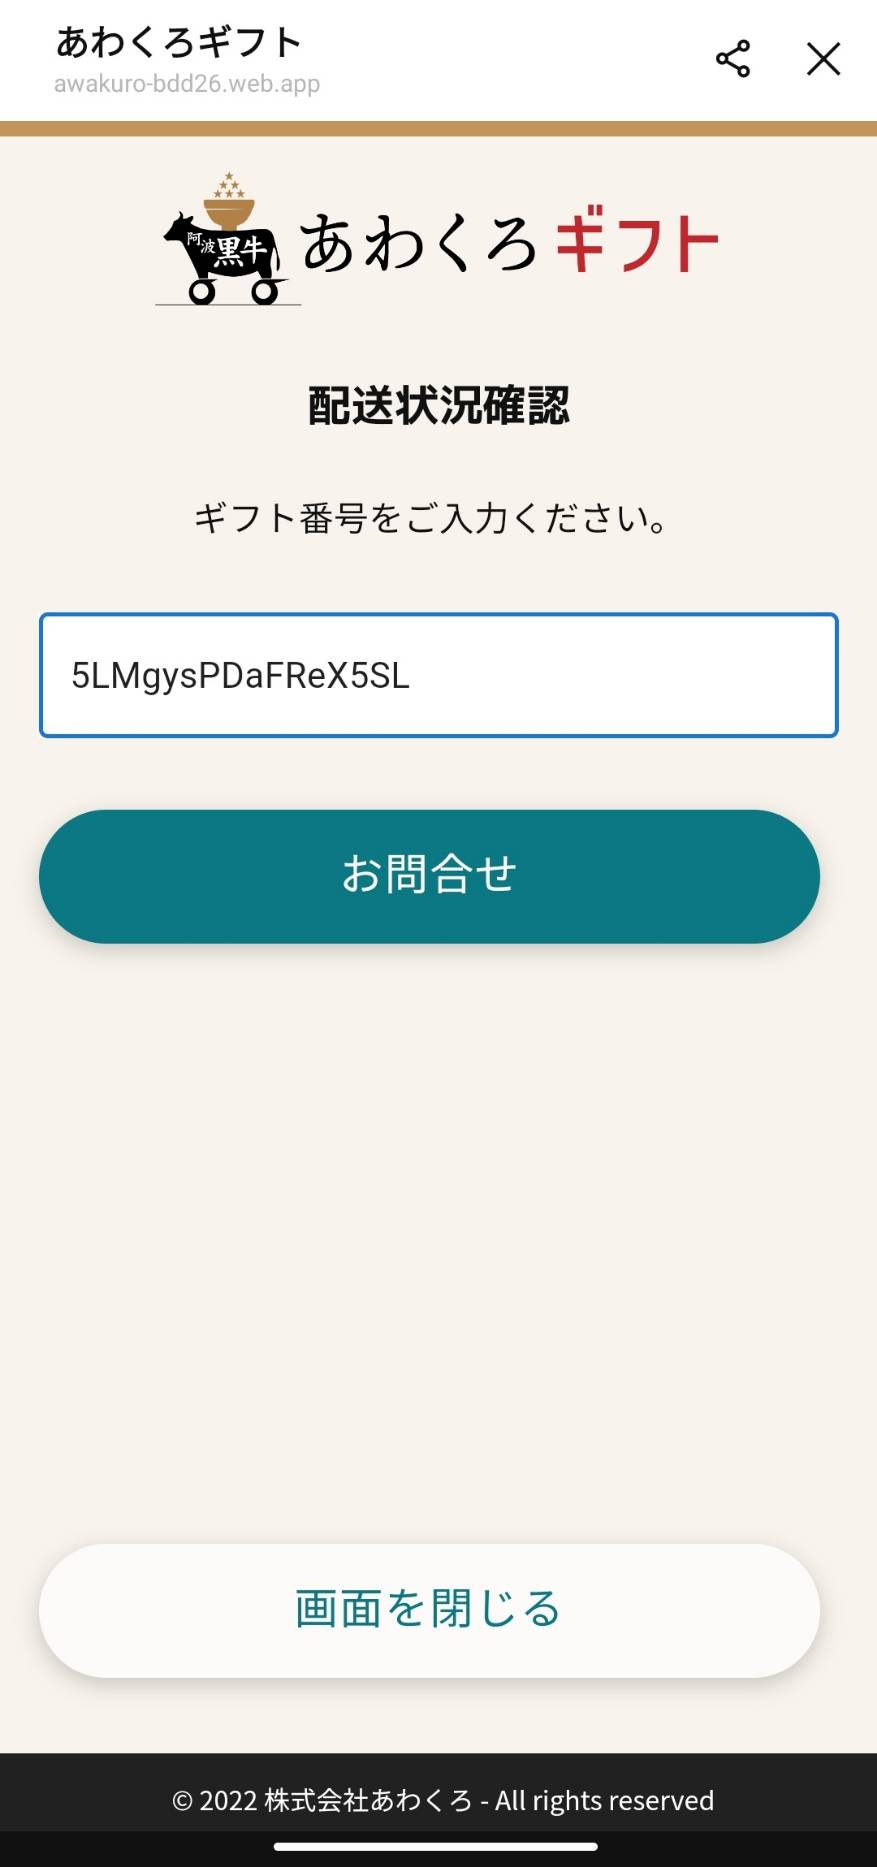 あわくろギフト
awakuro-bdd26.web.app
阿波黒牛
あわくろギフト
配送状況確認
ギフト番号をご入力ください。
5LMgysPDaFReX5SL
お問合せ
画面を閉じる
© 2022 株式会社あわくろ - All rights reserved